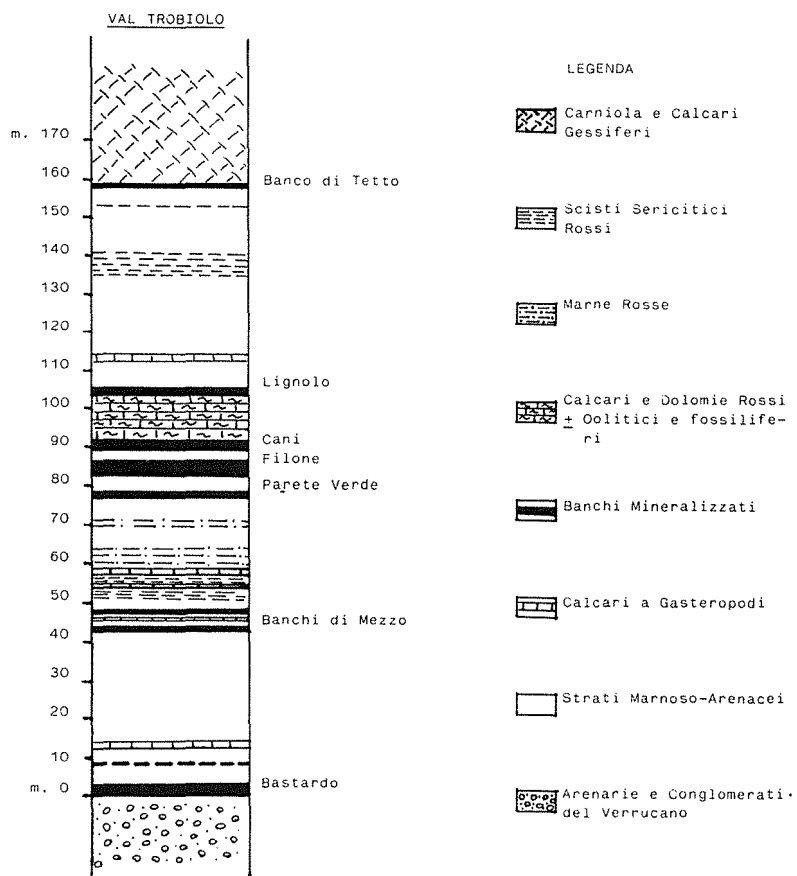 VAL TROBIOLO
m. 170
160
150
140
130
120
110
100
90
80
70
60
50
40
30
20
10
m. 0
Banco di Tetto
Lignolo
Cani
Filone
Parete Verde
Banchi di Mezzo
Bastardo
LEGENDA
Carniola e Calcari
Gessiferi
Scisti Sericitici
Rossi
Marne Rosse
Calcari e Dolomie Rossi
± Oolitici e fossilife-
ri
Banchi Mineralizzati
Calcari a Gasteropodi
Strati Marnoso-Arenacei
Arenarie e Conglomerati
del Verrucano